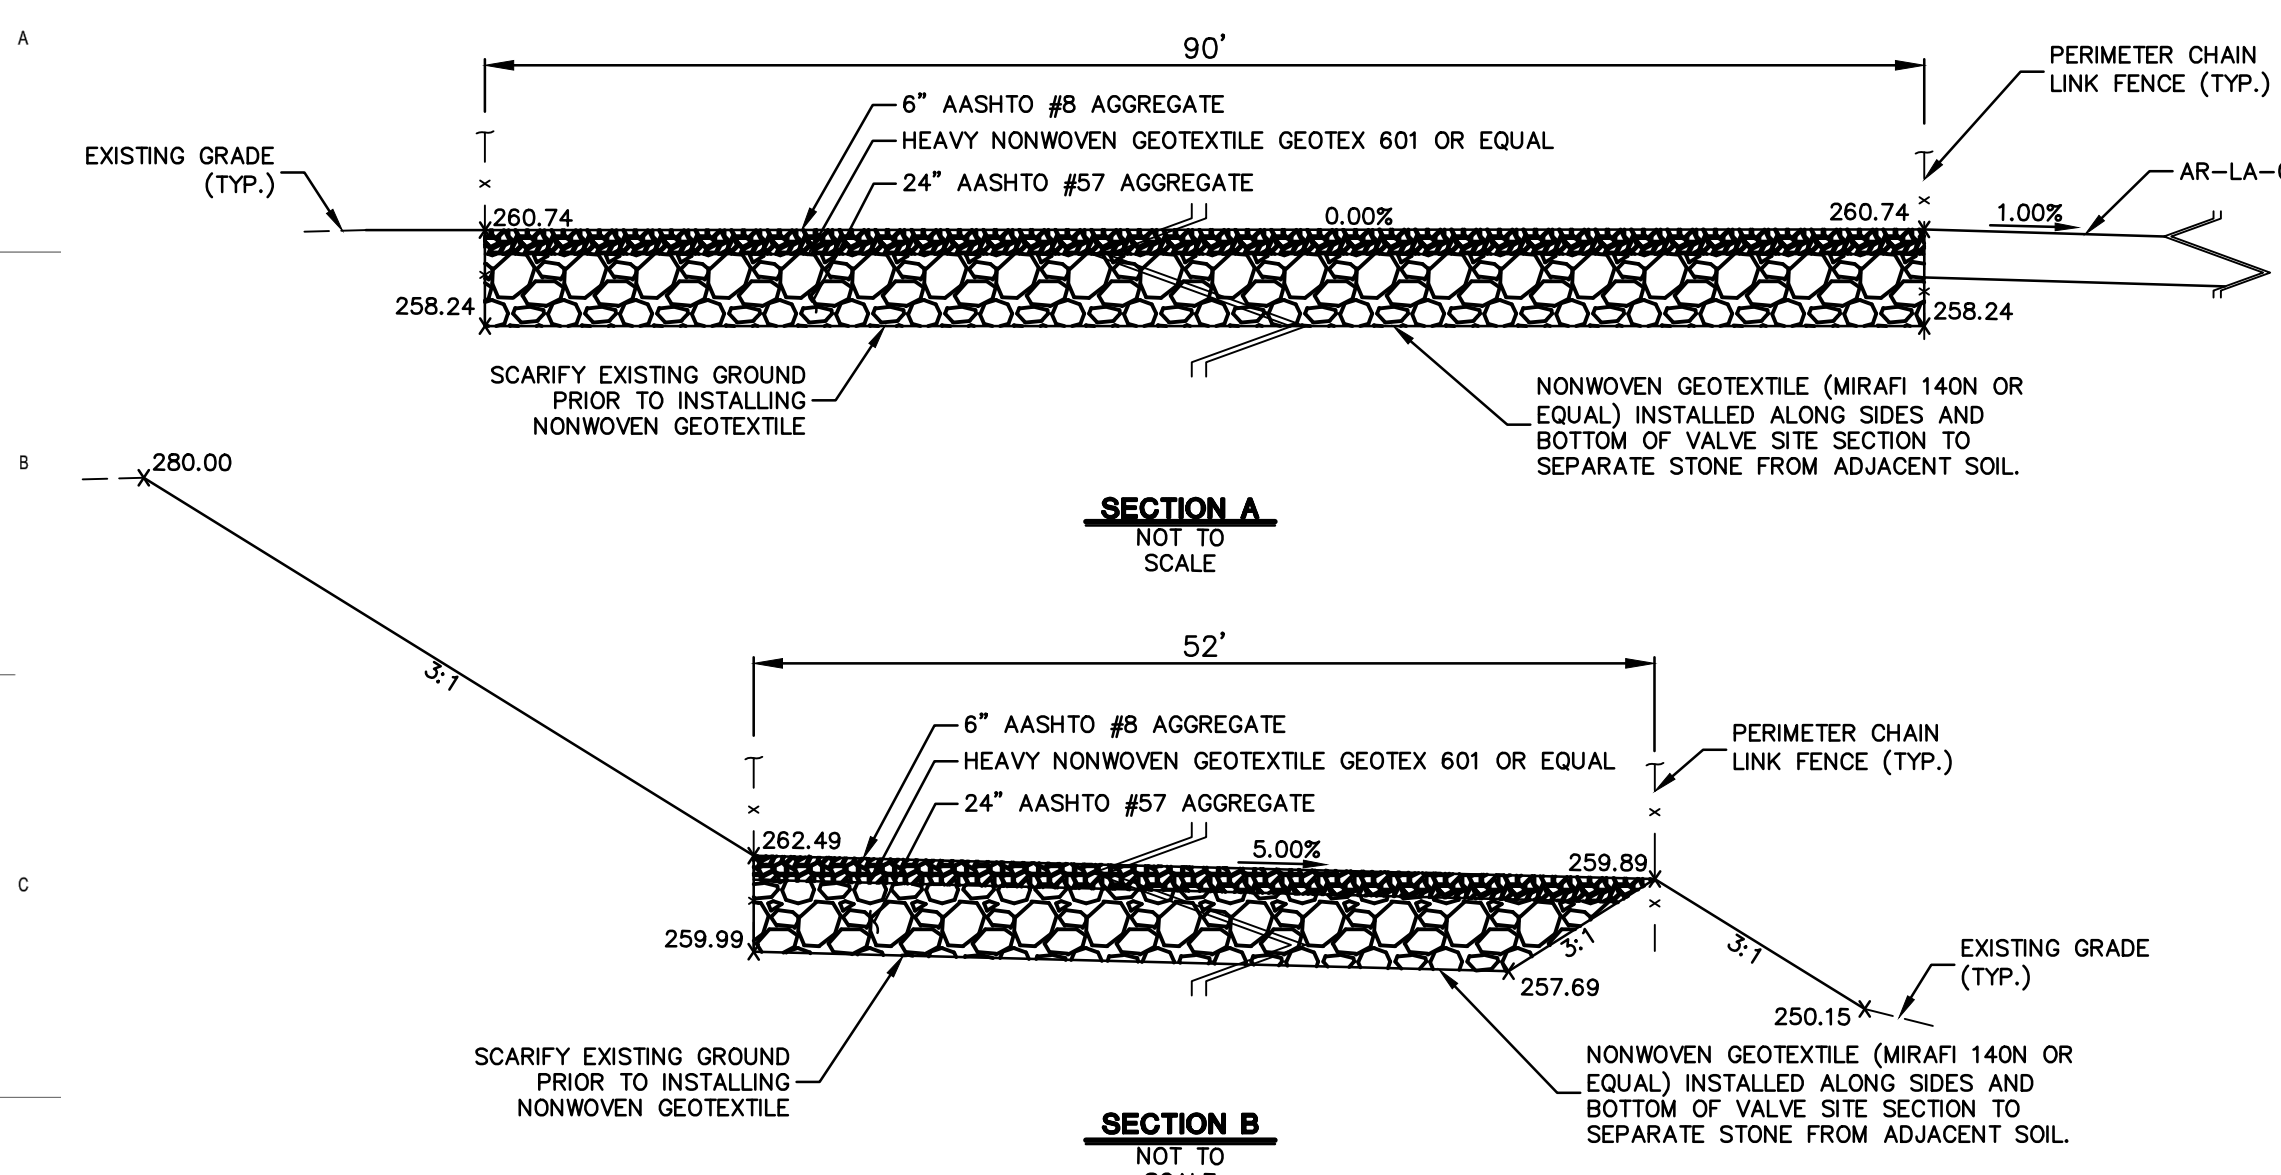 A
90’
PERIMETER CHAIN
LINK FENCE (TYP.)
6” AASHTO #8 AGGREGATE
HEAVY NONWOVEN GEOTEXTILE GEOTEX 601 OR EQUAL
24” AASHTO #57 AGGREGATE
EXISTING GRADE
(TYP.)
AR-LA-
260.74
0.00%
260.74
1.00%
258.24
258.24
SCARIFY EXISTING GROUND
PRIOR TO INSTALLING
NONWOVEN GEOTEXTILE
NONWOVEN GEOTEXTILE (MIRAFI 140N OR
EQUAL) INSTALLED ALONG SIDES AND
BOTTOM OF VALVE SITE SECTION TO
SEPARATE STONE FROM ADJACENT SOIL.
B
280.00
SECTION A
NOT TO
SCALE
3:1
52’
6” AASHTO #8 AGGREGATE
HEAVY NONWOVEN GEOTEXTILE GEOTEX 601 OR EQUAL
24” AASHTO #57 AGGREGATE
PERIMETER CHAIN
LINK FENCE (TYP.)
262.49
5.00%
259.89
C
259.99
3:1
3:1
257.69
EXISTING GRADE
(TYP.)
250.15
SCARIFY EXISTING GROUND
PRIOR TO INSTALLING
NONWOVEN GEOTEXTILE
NONWOVEN GEOTEXTILE (MIRAFI 140N OR
EQUAL) INSTALLED ALONG SIDES AND
BOTTOM OF VALVE SITE SECTION TO
SEPARATE STONE FROM ADJACENT SOIL.
SECTION B
NOT TO